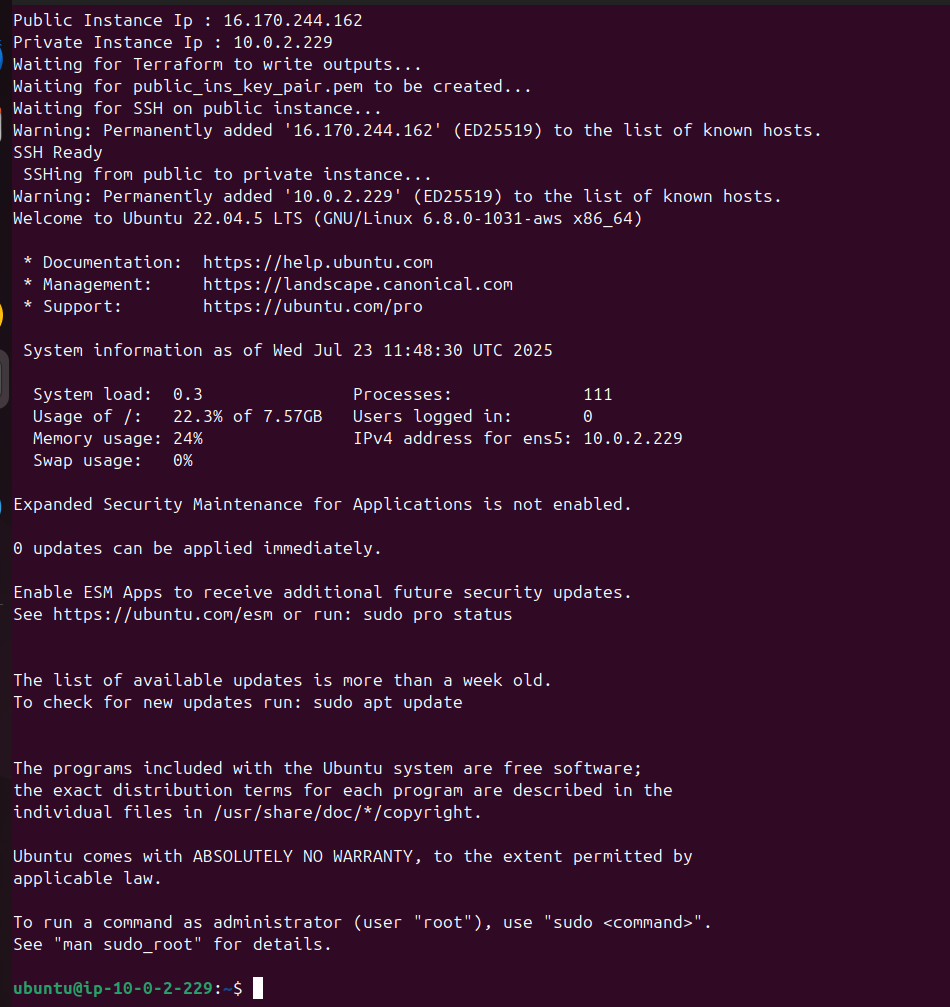 Public Instance Ip : 16.170.244.162
Private Instance Ip : 10.0.2.229
Waiting for Terraform to write outputs...
Waiting for public_ins_key_pair.pem to be created...
Waiting for SSH on public instance...
Warning: Permanently added '16.170.244.162' (ED25519) to the list of known hosts.
SSH Ready
 SSHing from public to private instance...
Warning: Permanently added '10.0.2.229' (ED25519) to the list of known hosts.
Welcome to Ubuntu 22.04.5 LTS (GNU/Linux 6.8.0-1031-aws x86_64)

 * Documentation:  https://help.ubuntu.com
 * Management:     https://landscape.canonical.com
 * Support:        https://ubuntu.com/pro

 System information as of Wed Jul 23 11:48:30 UTC 2025

  System load:  0.3               Processes:             111
  Usage of /:   22.3% of 7.57GB   Users logged in:       0
  Memory usage: 24%               IPv4 address for ens5: 10.0.2.229
  Swap usage:   0%

Expanded Security Maintenance for Applications is not enabled.

0 updates can be applied immediately.

Enable ESM Apps to receive additional future security updates.
See https://ubuntu.com/esm or run: sudo pro status


The list of available updates is more than a week old.
To check for new updates run: sudo apt update


The programs included with the Ubuntu system are free software;
the exact distribution terms for each program are described in the
individual files in /usr/share/doc/*/copyright.

Ubuntu comes with ABSOLUTELY NO WARRANTY, to the extent permitted by
applicable law.

To run a command as administrator (user "root"), use "sudo <command>".
See "man sudo_root" for details.

ubuntu@ip-10-0-2-229:~$